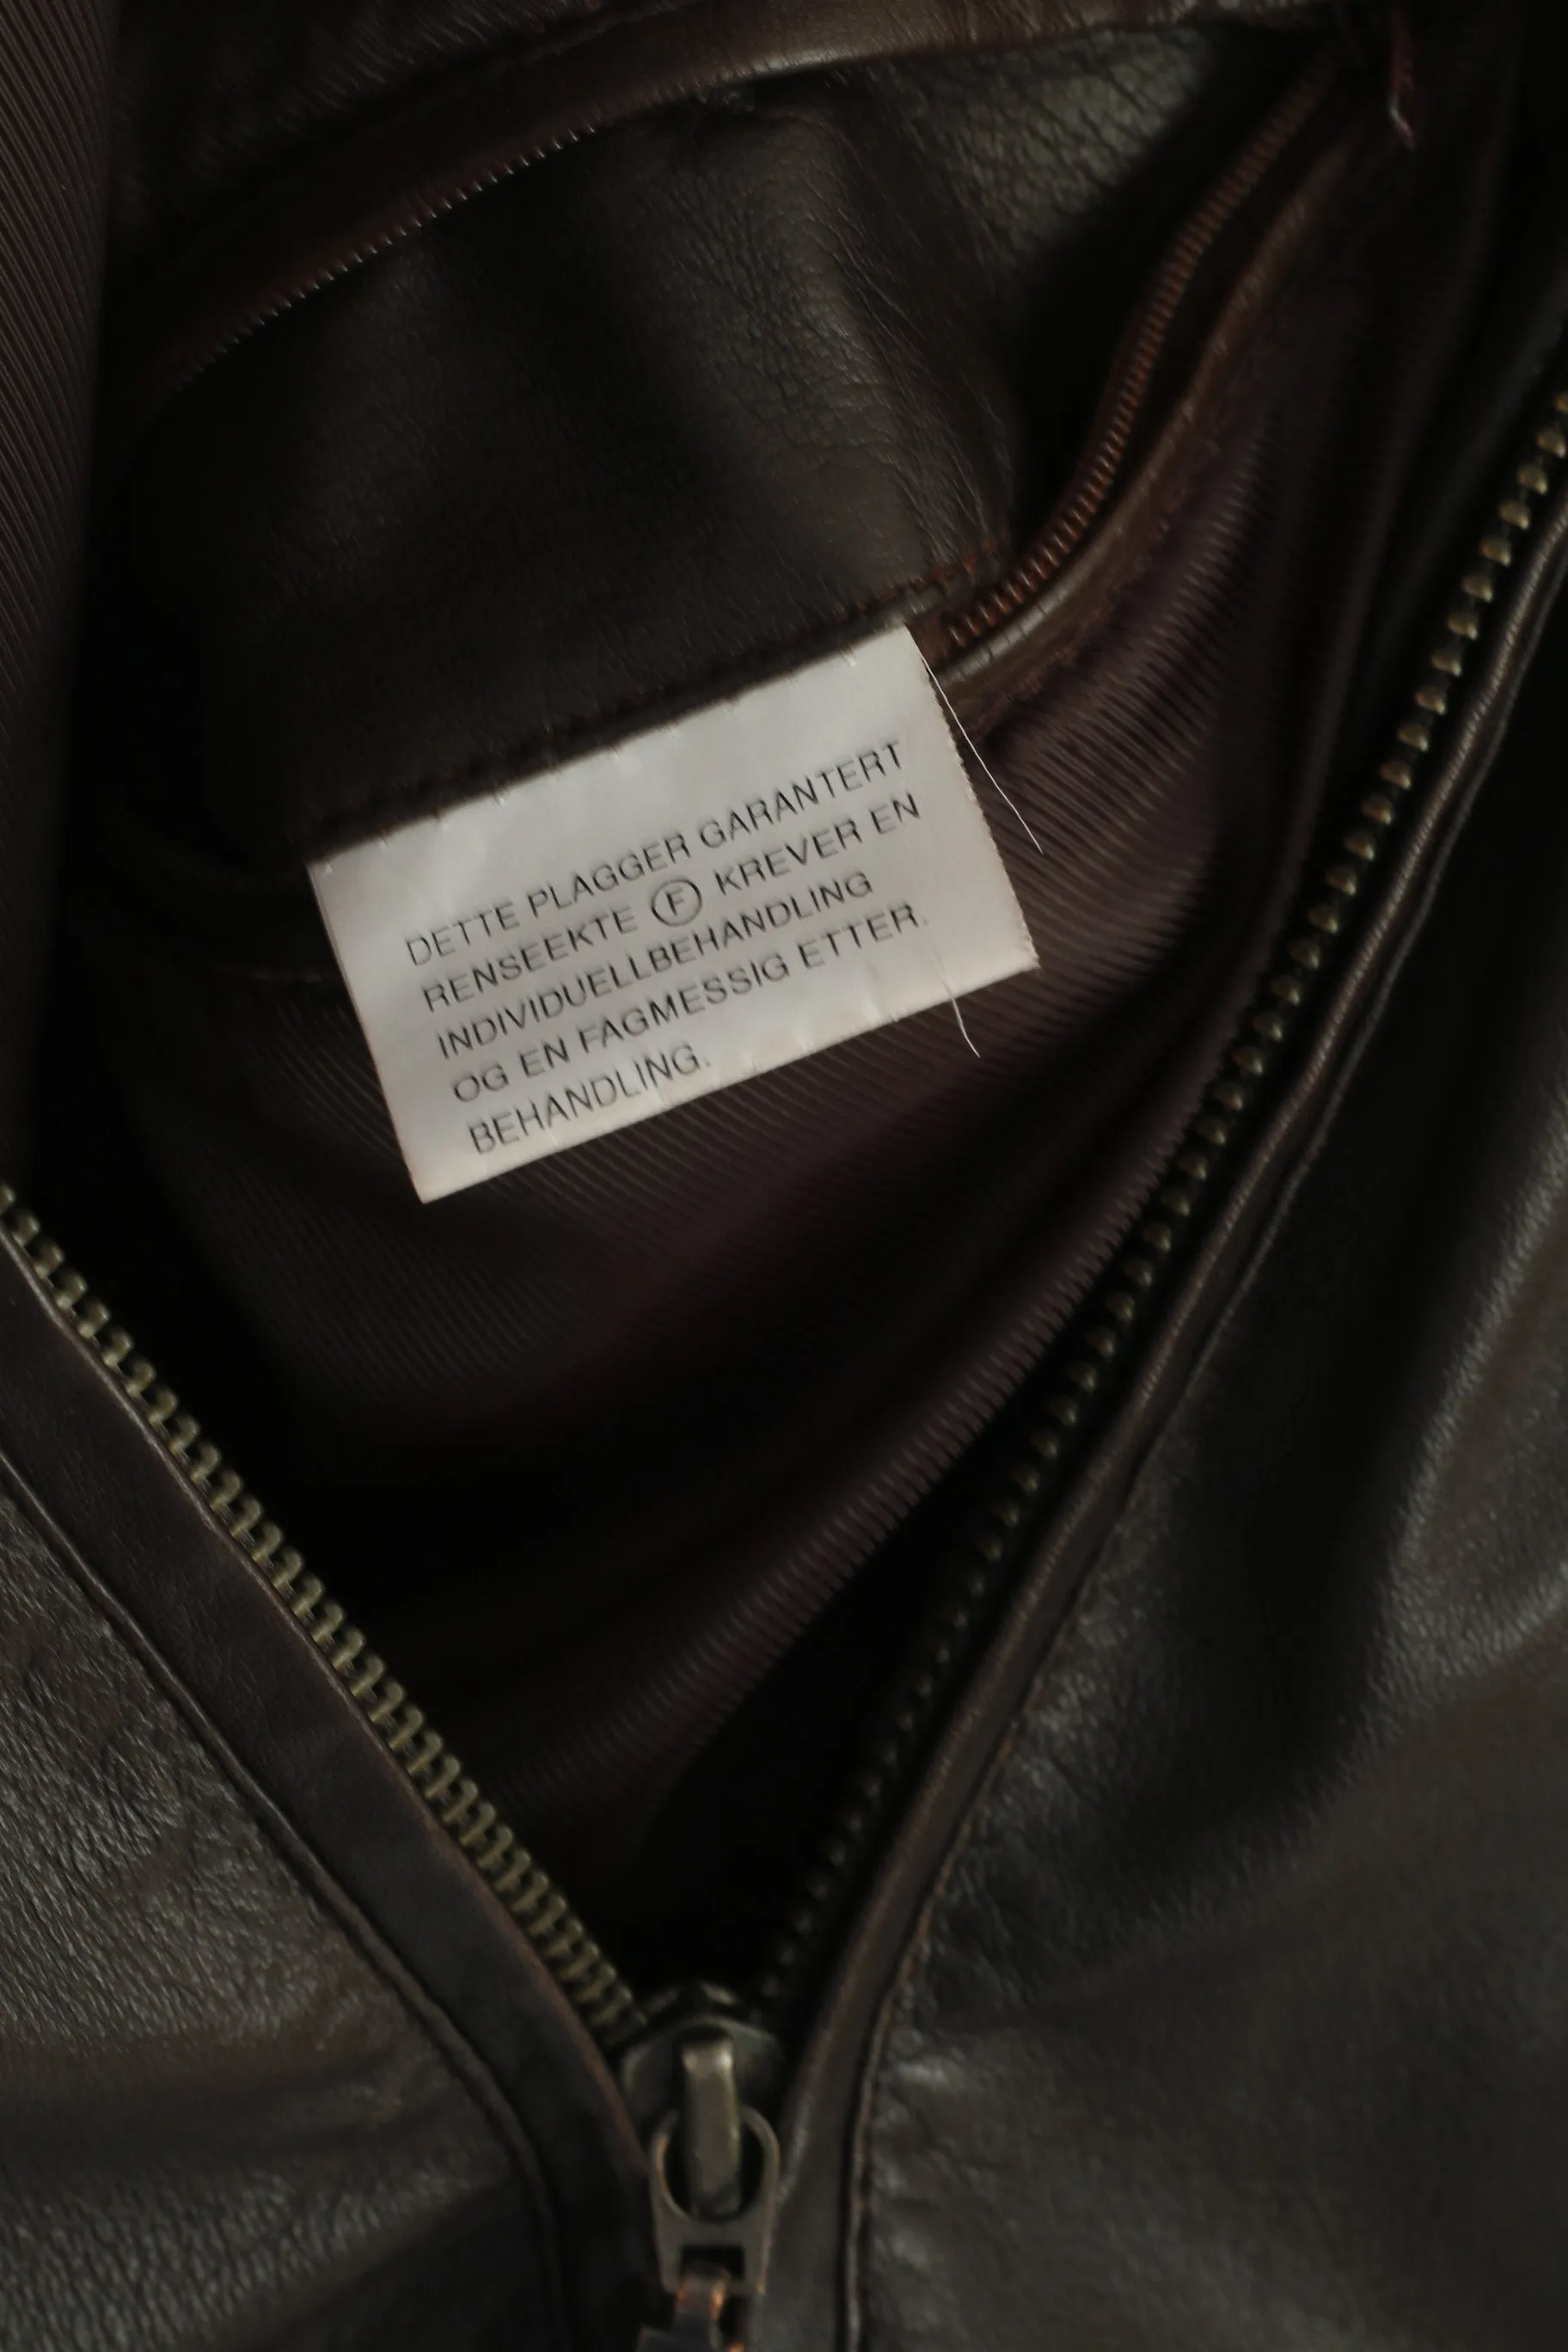 DETTE PLAGGER GARANTERT
RENSEEKTE Ⓕ KREVER EN
INDIVIDUELLBEHANDLING
OG EN FAGMESSIG ETTER.
BEHANDLING.